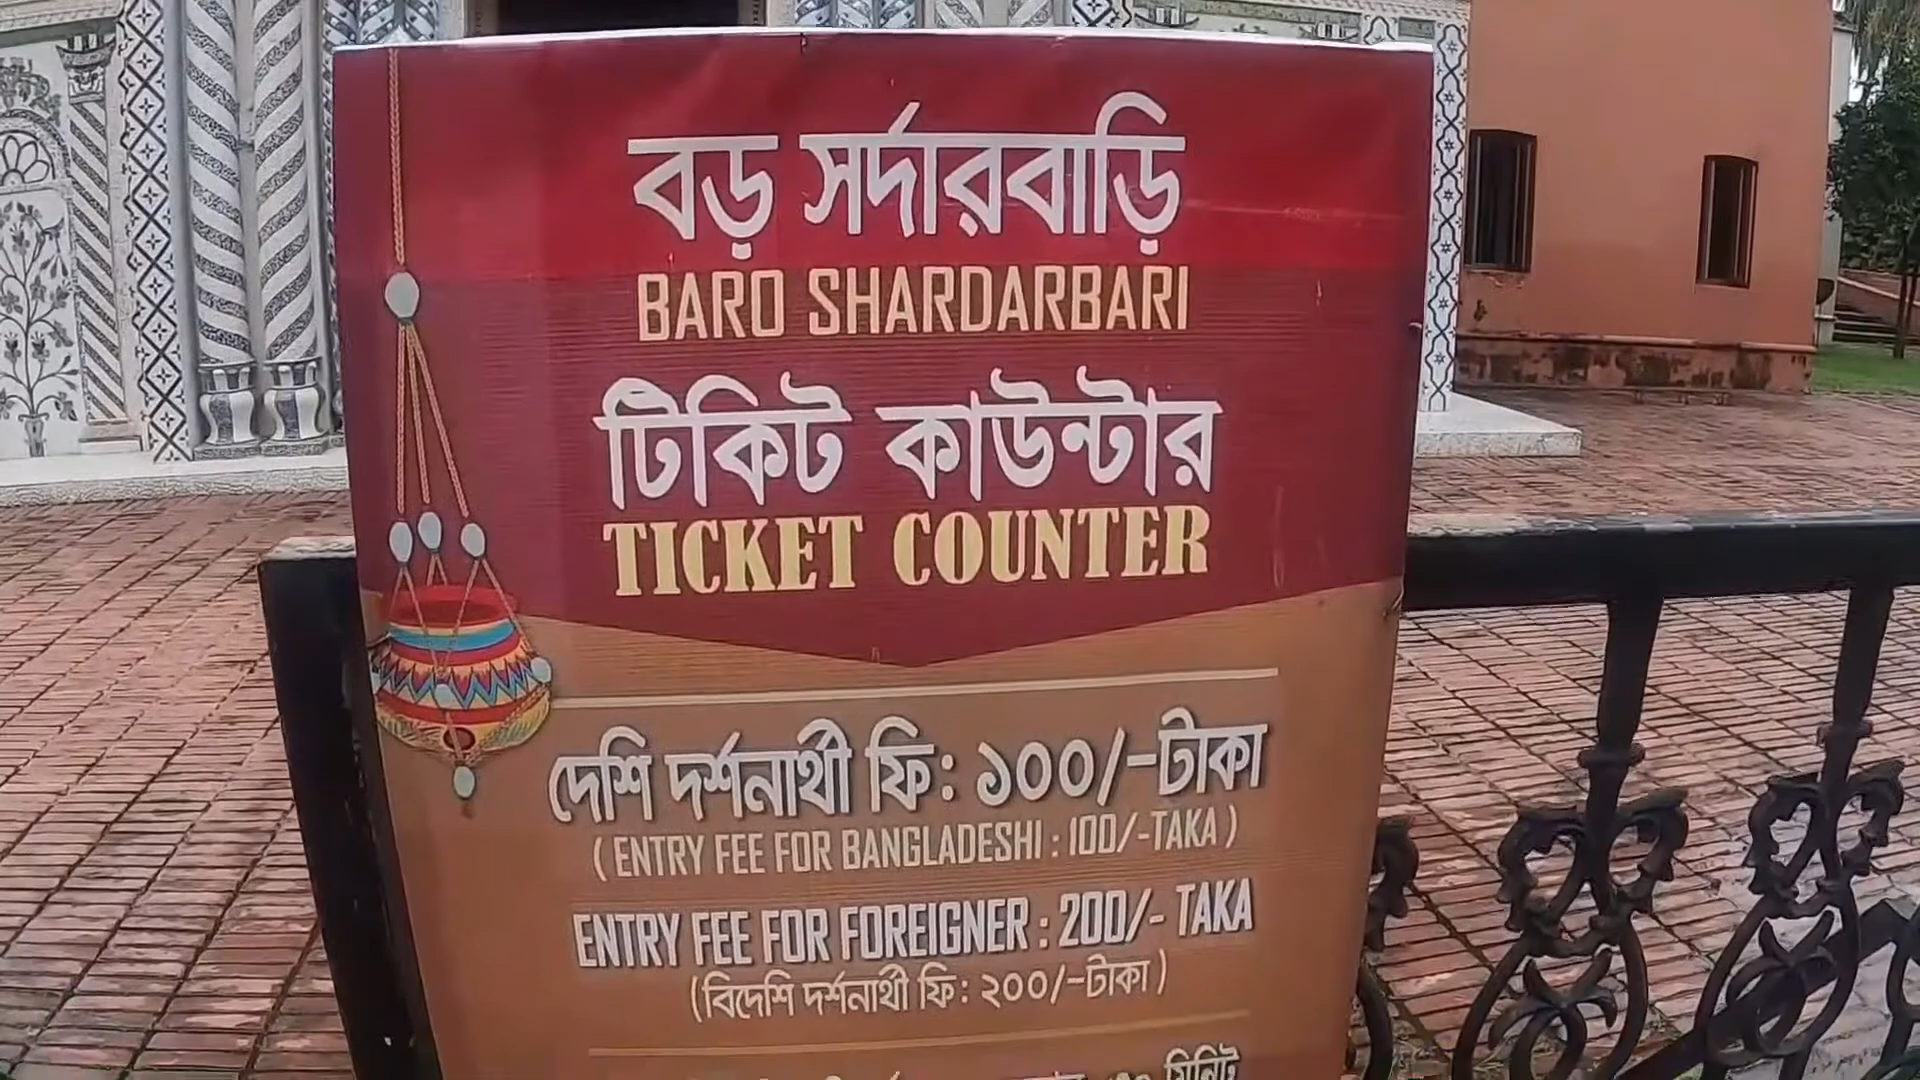 বড় সর্দারবাড়ি
BARO SHARDARBARI
টিকিট কাউন্টার
TICKET COUNTER
দেশি দর্শনার্থী ফি: ১০০/-টাকা
( ENTRY FEE FOR BANGLADESHI : 100/-TAKA )
ENTRY FEE FOR FOREIGNER : 200/- TAKA
(বিদেশি দর্শনার্থী ফি: ২০০/-টাকা)
মিনিট